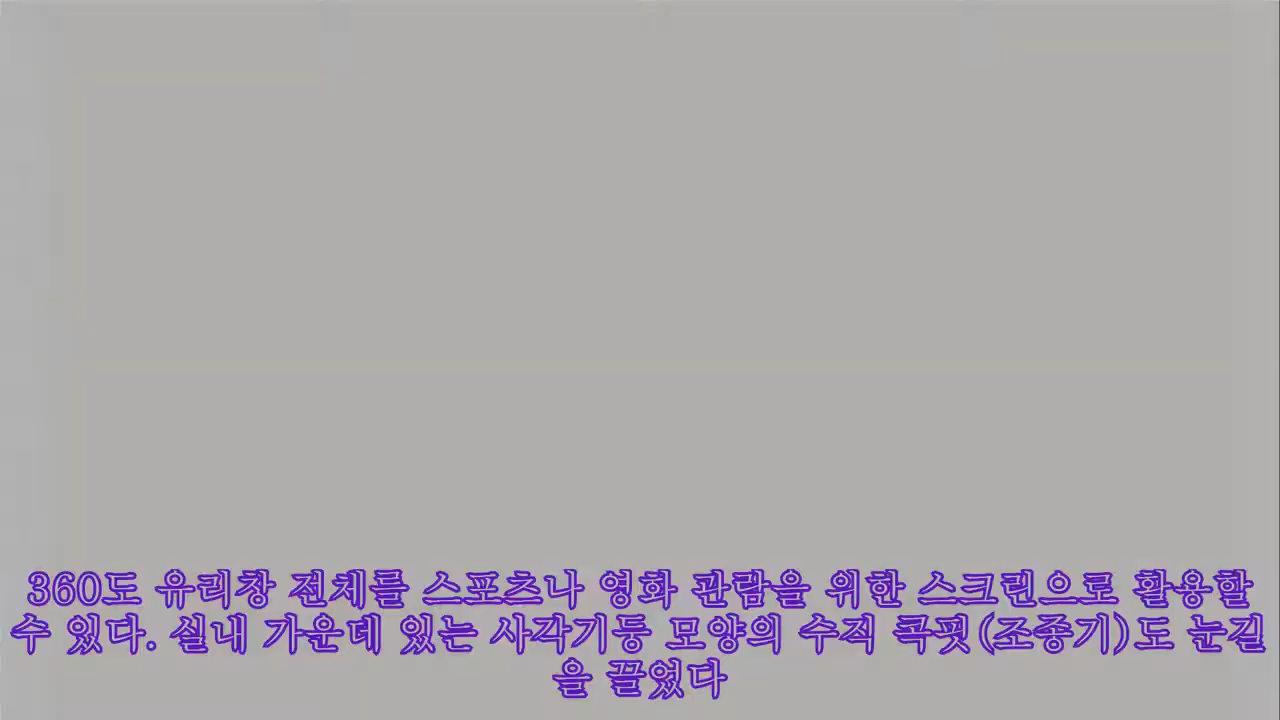 360도 유리창 전체를 스포츠나 영화 관람을 위한 스크린으로 활용할
수 있다. 실내 가운데 있는 사각기둥 모양의 수직 콕핏(조종기)도 눈길
을 끌었다